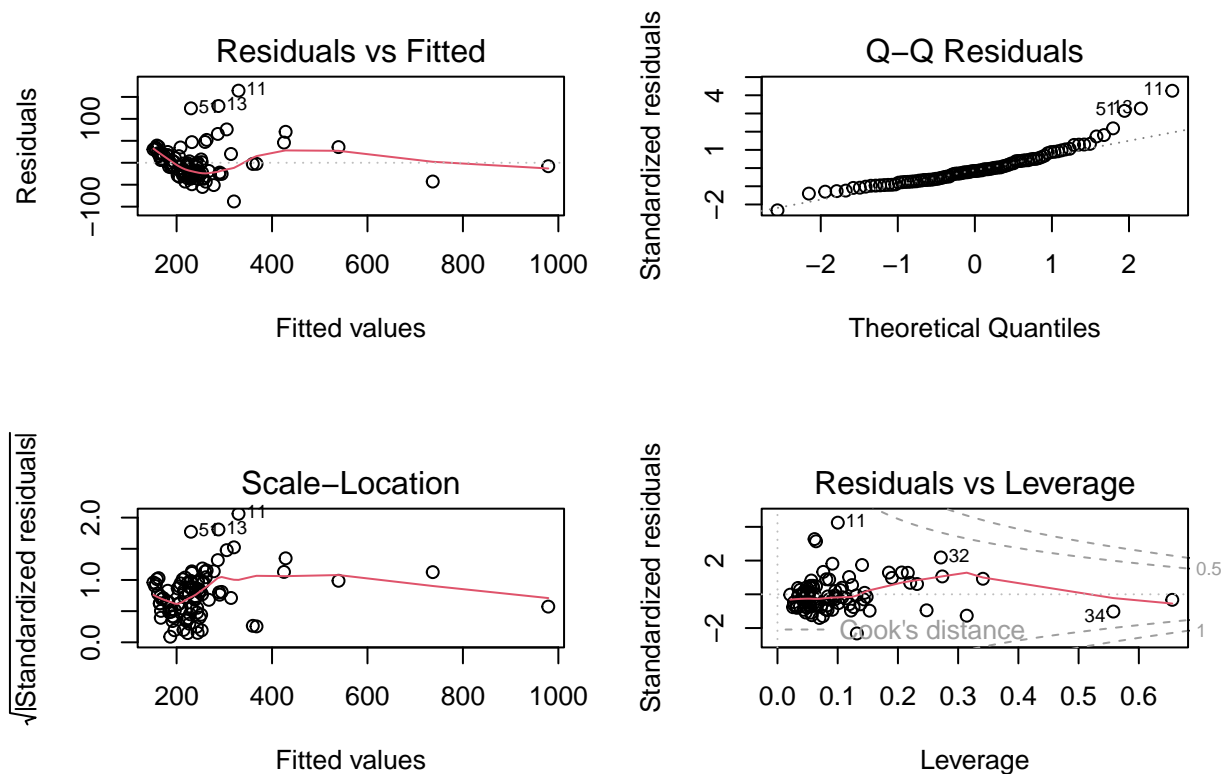 Residuals vs Fitted
Residuals
100
−100
11
13
51
200 400 600 800 1000
Fitted values
Q−Q Residuals
Standardized residuals
4
1
−2
11
13
51
−2 −1 0 1 2
Theoretical Quantiles
Scale−Location
√|Standardized residuals|
2.0
1.0
0.0
11
13
51
200 400 600 800 1000
Fitted values
Residuals vs Leverage
Standardized residuals
2
−2
11
32
34
0.5
1
Cook's distance
0.0 0.1 0.2 0.3 0.4 0.5 0.6
Leverage